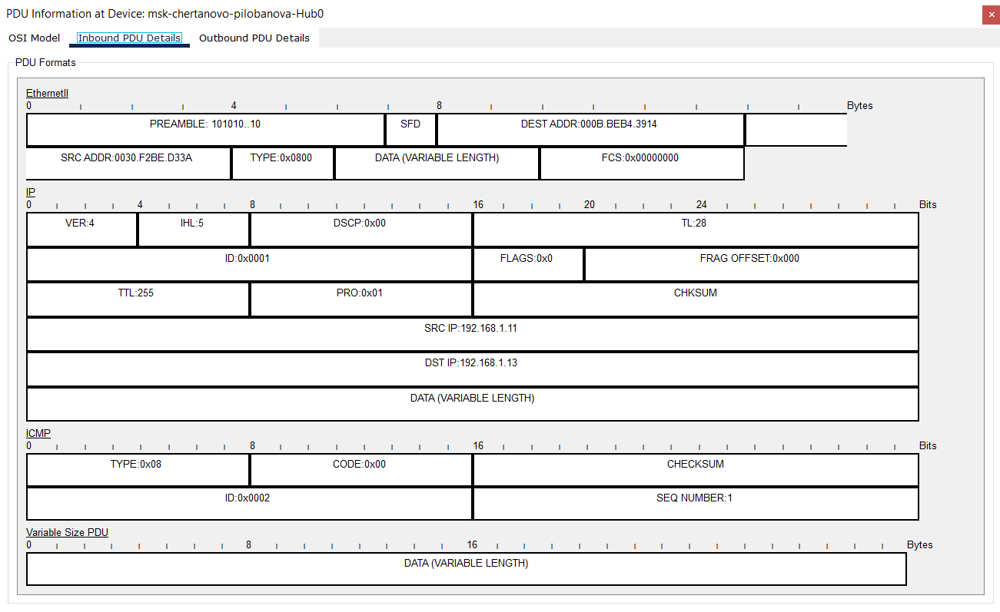 PDU Information at Device: msk-chertanovo-pilobanova-Hub0
OSI Model Inbound PDU Details Outbound PDU Details
PDU Formats
EthernetII
0 4 8 Bytes
PREAMBLE: 101010..10 SFD DEST ADDR:000B.BEB4.3914
SRC ADDR:0030.F2BE.D33A TYPE:0x0800 DATA (VARIABLE LENGTH) FCS:0x00000000
IP
0 4 8 16 20 24 Bits
VER:4 IHL:5 DSCP:0x00 TL:28
ID:0x0001 FLAGS:0x0 FRAG OFFSET:0x000
TTL:255 PRO:0x01 CHKSUM
SRC IP:192.168.1.11
DST IP:192.168.1.13
DATA (VARIABLE LENGTH)
ICMP
0 8 16 Bits
TYPE:0x08 CODE:0x00 CHECKSUM
ID:0x0002 SEQ NUMBER:1
Variable Size PDU
0 8 16 Bytes
DATA (VARIABLE LENGTH)